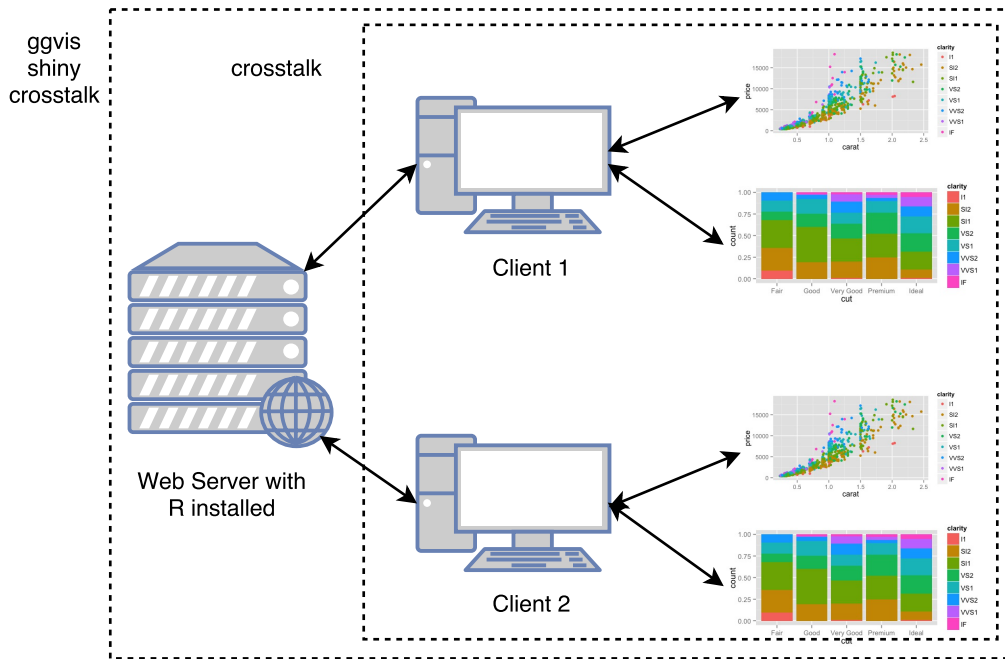 ggvis
shiny
crosstalk
crosstalk
Client 1
Web Server with
R installed
Client 2
clarity
I1
SI2
SI1
VS2
VS1
VVS2
VVS1
IF
price
15000
10000
5000
0
0.5
1.0
1.5
2.0
2.5
carat
clarity
I1
SI2
SI1
VS2
VS1
VVS2
VVS1
IF
count
1.00
0.75
0.50
0.25
0.00
Fair
Good
Very Good
Premium
Ideal
cut
clarity
I1
SI2
SI1
VS2
VS1
VVS2
VVS1
IF
price
15000
10000
5000
0
0.5
1.0
1.5
2.0
2.5
carat
clarity
I1
SI2
SI1
VS2
VS1
VVS2
VVS1
IF
count
1.00
0.75
0.50
0.25
0.00
Fair
Good
Very Good
Premium
Ideal
cut